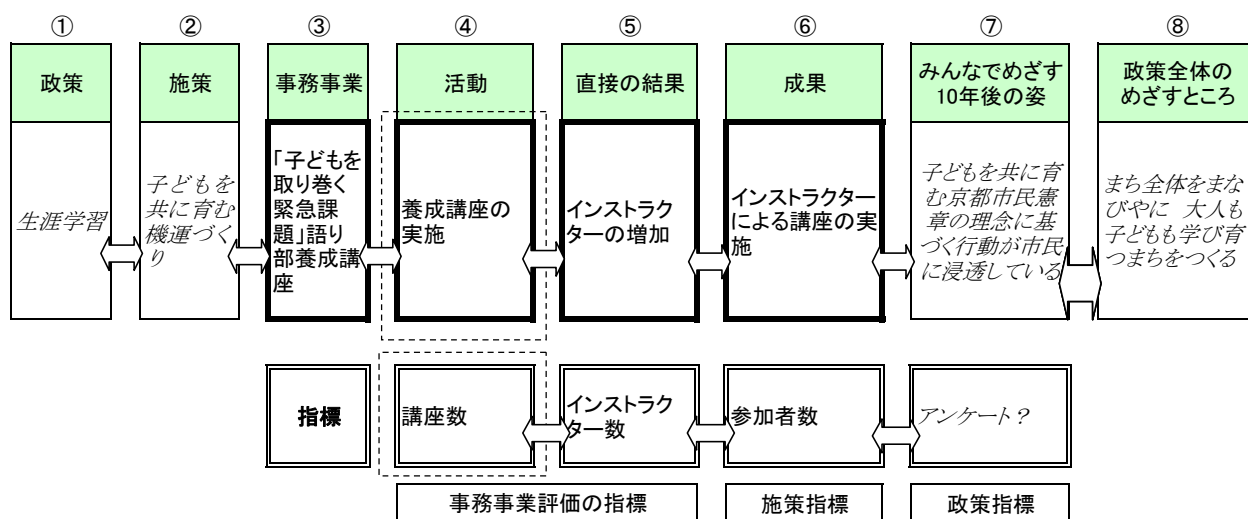 ①
②
③
④
⑤
⑥
⑦
⑧
政策
施策
事務事業
活動
直接の結果
成果
みんなでめざす
10年後の姿
政策全体の
めざすところ
生涯学習
子どもを
共に育む
機運づく
り
「子どもを
取り巻く
緊急課
題」語り
部養成講
座
養成講座の
実施
インストラク
ターの増加
インストラクター
による講座の実
施
子どもを共に育
む京都市民憲
章の理念に基
づく行動が市民
に浸透している
まち全体をまな
びやに 大人も
子どもも学び育
つまちをつくる
指標
講座数
インストラク
ター数
参加者数
アンケート？
事務事業評価の指標
施策指標
政策指標